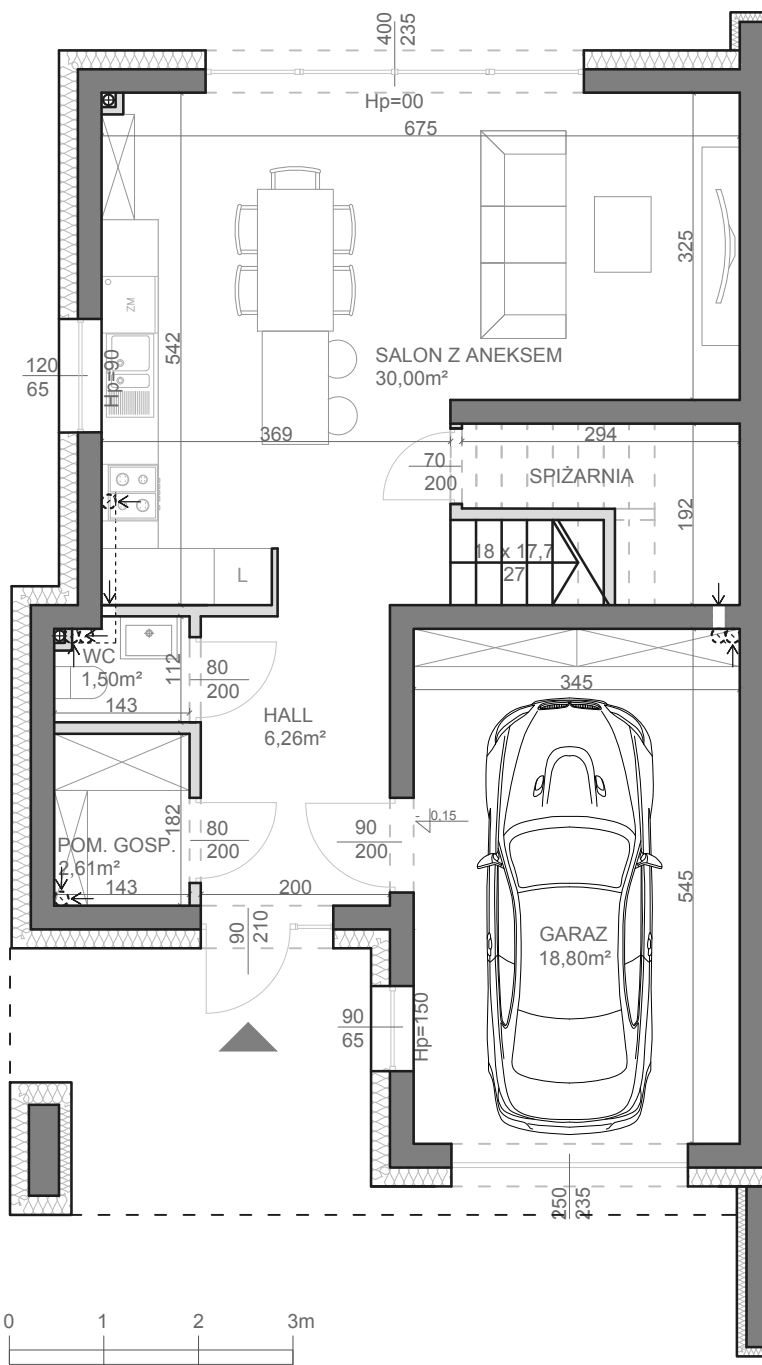 400
235
Hp=00
675
325
ZM
542
120
65
Hp=90
SALON Z ANEKSEM
30,00m²
369
294
70
200
SPIŻARNIA
192
18 x 17,7
27
L
WC
1,50m²
112
143
80
200
HALL
6,26m²
345
182
POM. GOSP.
2,61m²
143
80
200
90
200
- 0,15
200
545
90
210
GARAZ
18,80m²
90
65
Hp=150
250
235
0 1 2 3m